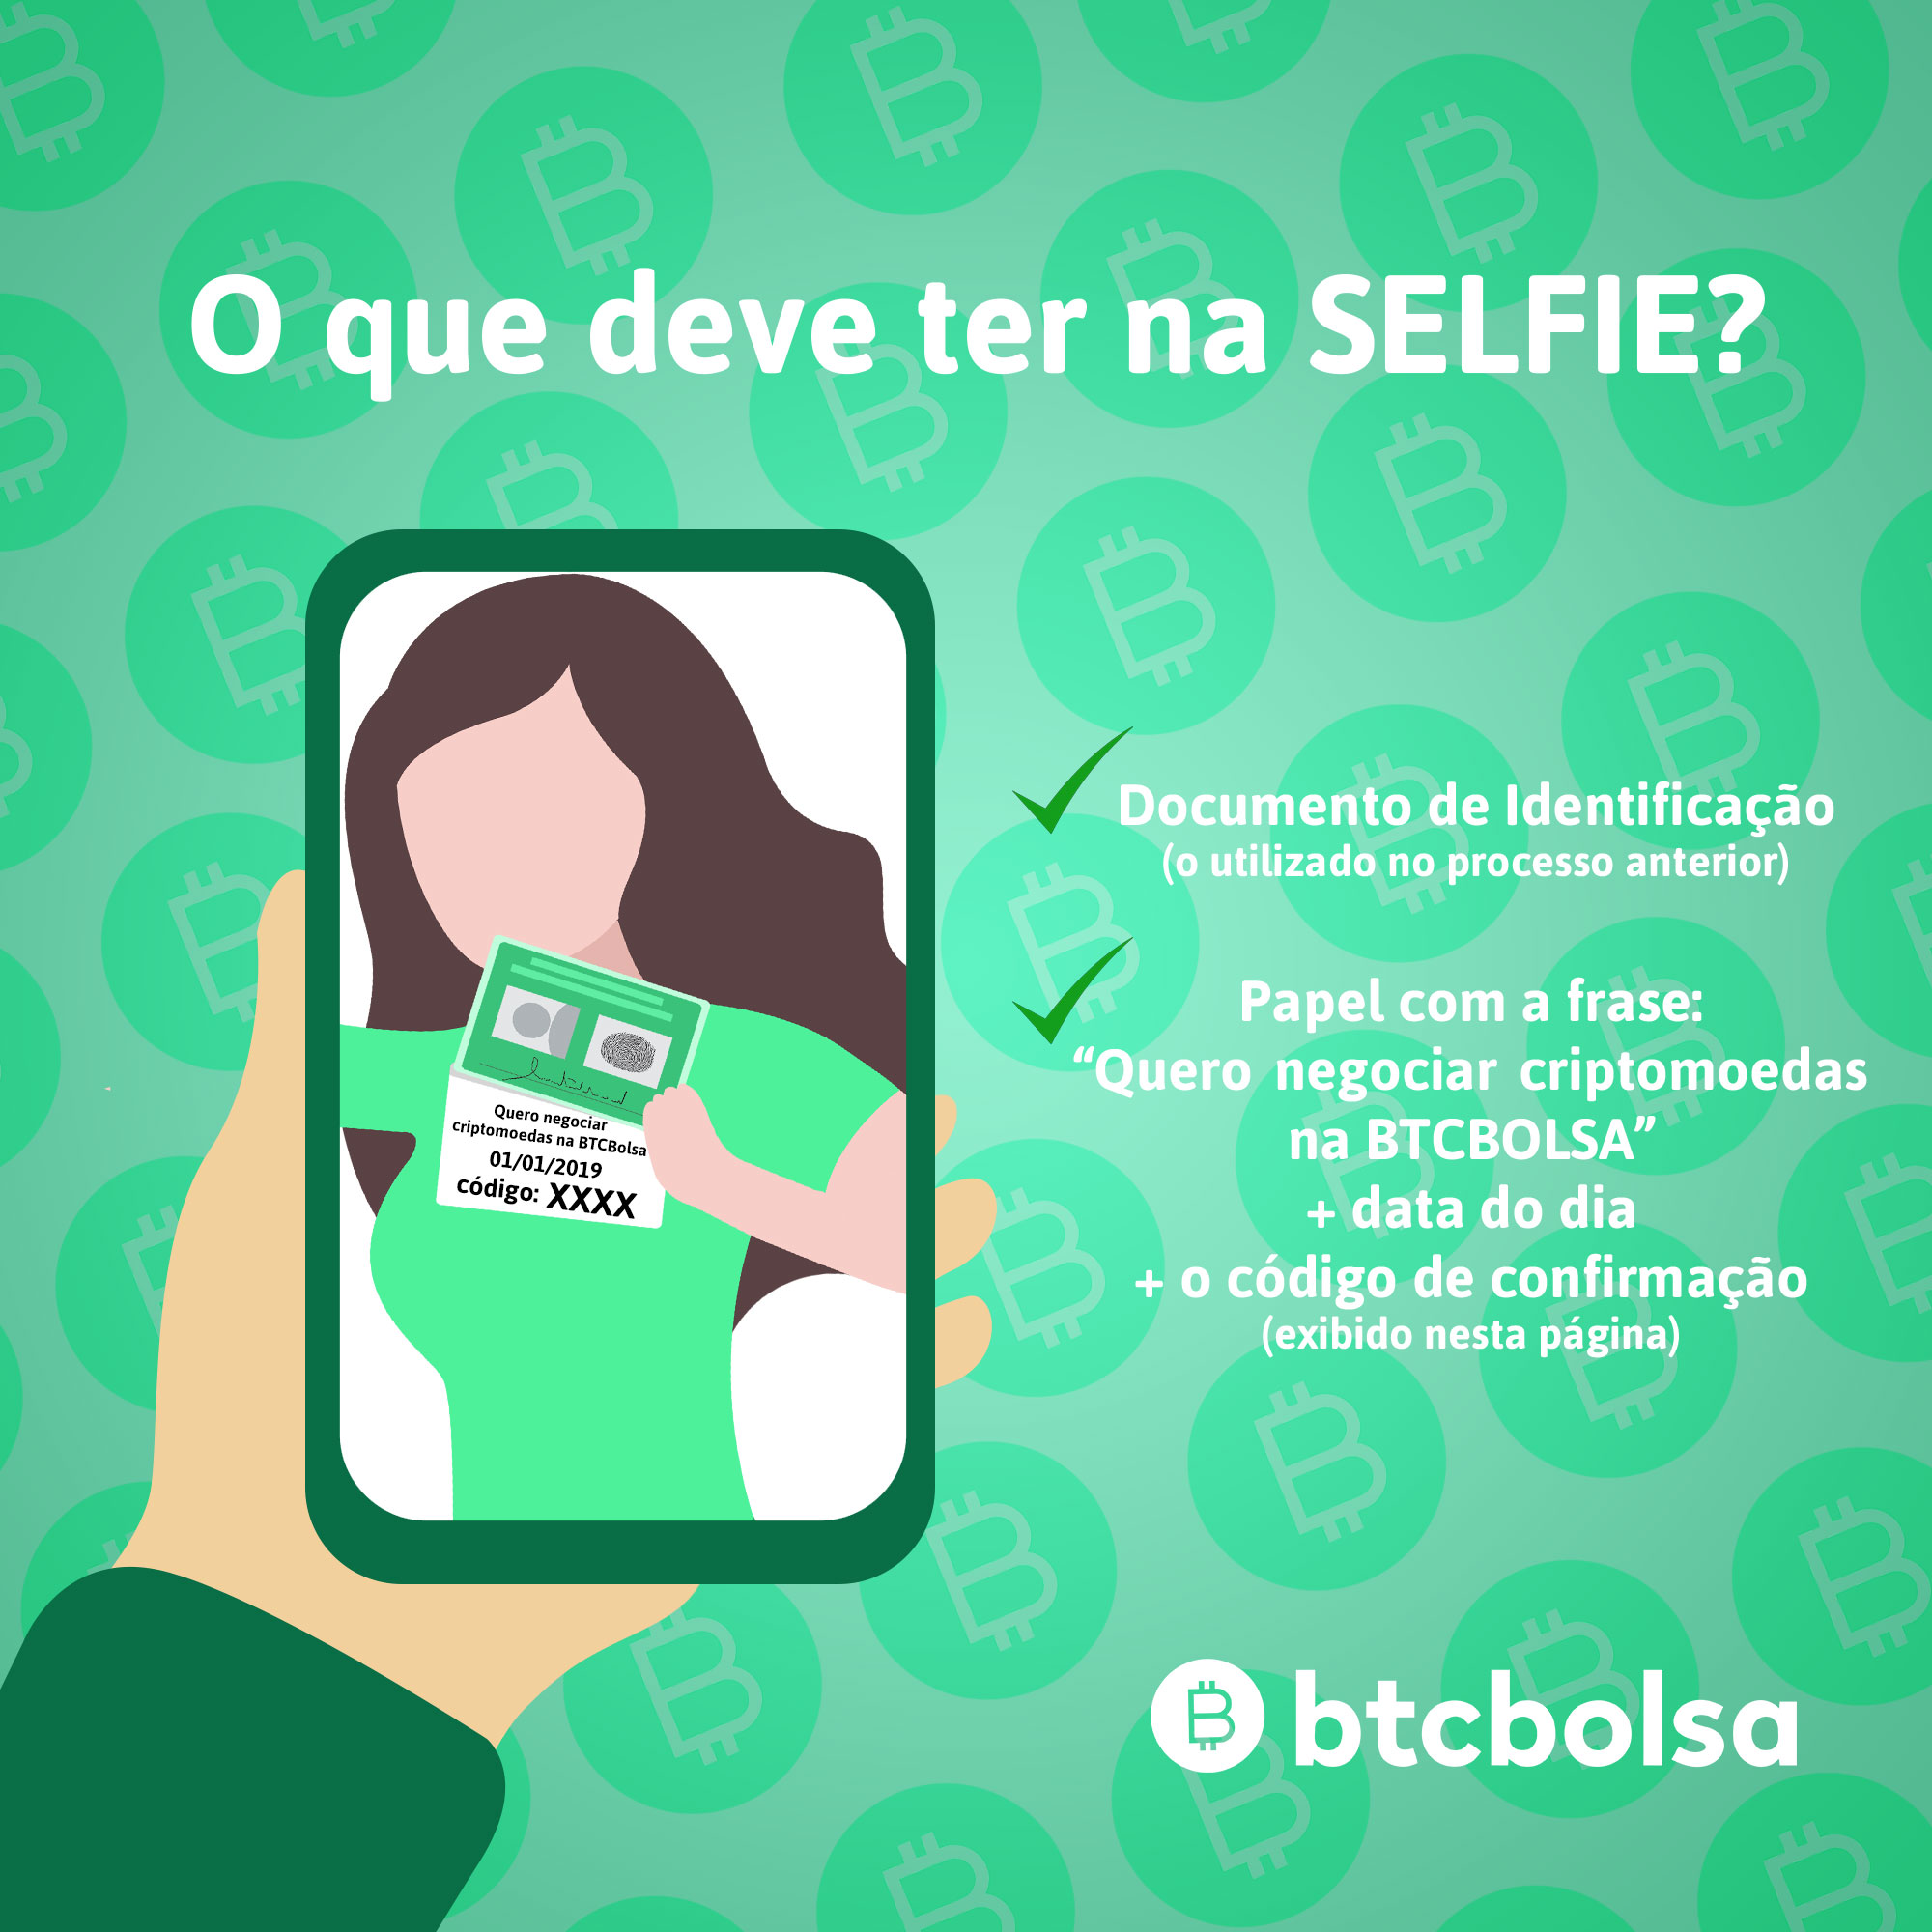 O que deve ter na SELFIE?
Documento de Identificação
(o utilizado no processo anterior)
Papel com a frase:
“Quero negociar criptomoedas
na BTCBOLSA”
+ data do dia
+ o código de confirmação
(exibido nesta página)
Quero negociar
criptomoedas na BTCBolsa
01/01/2019
código: XXXX
btcbolsa